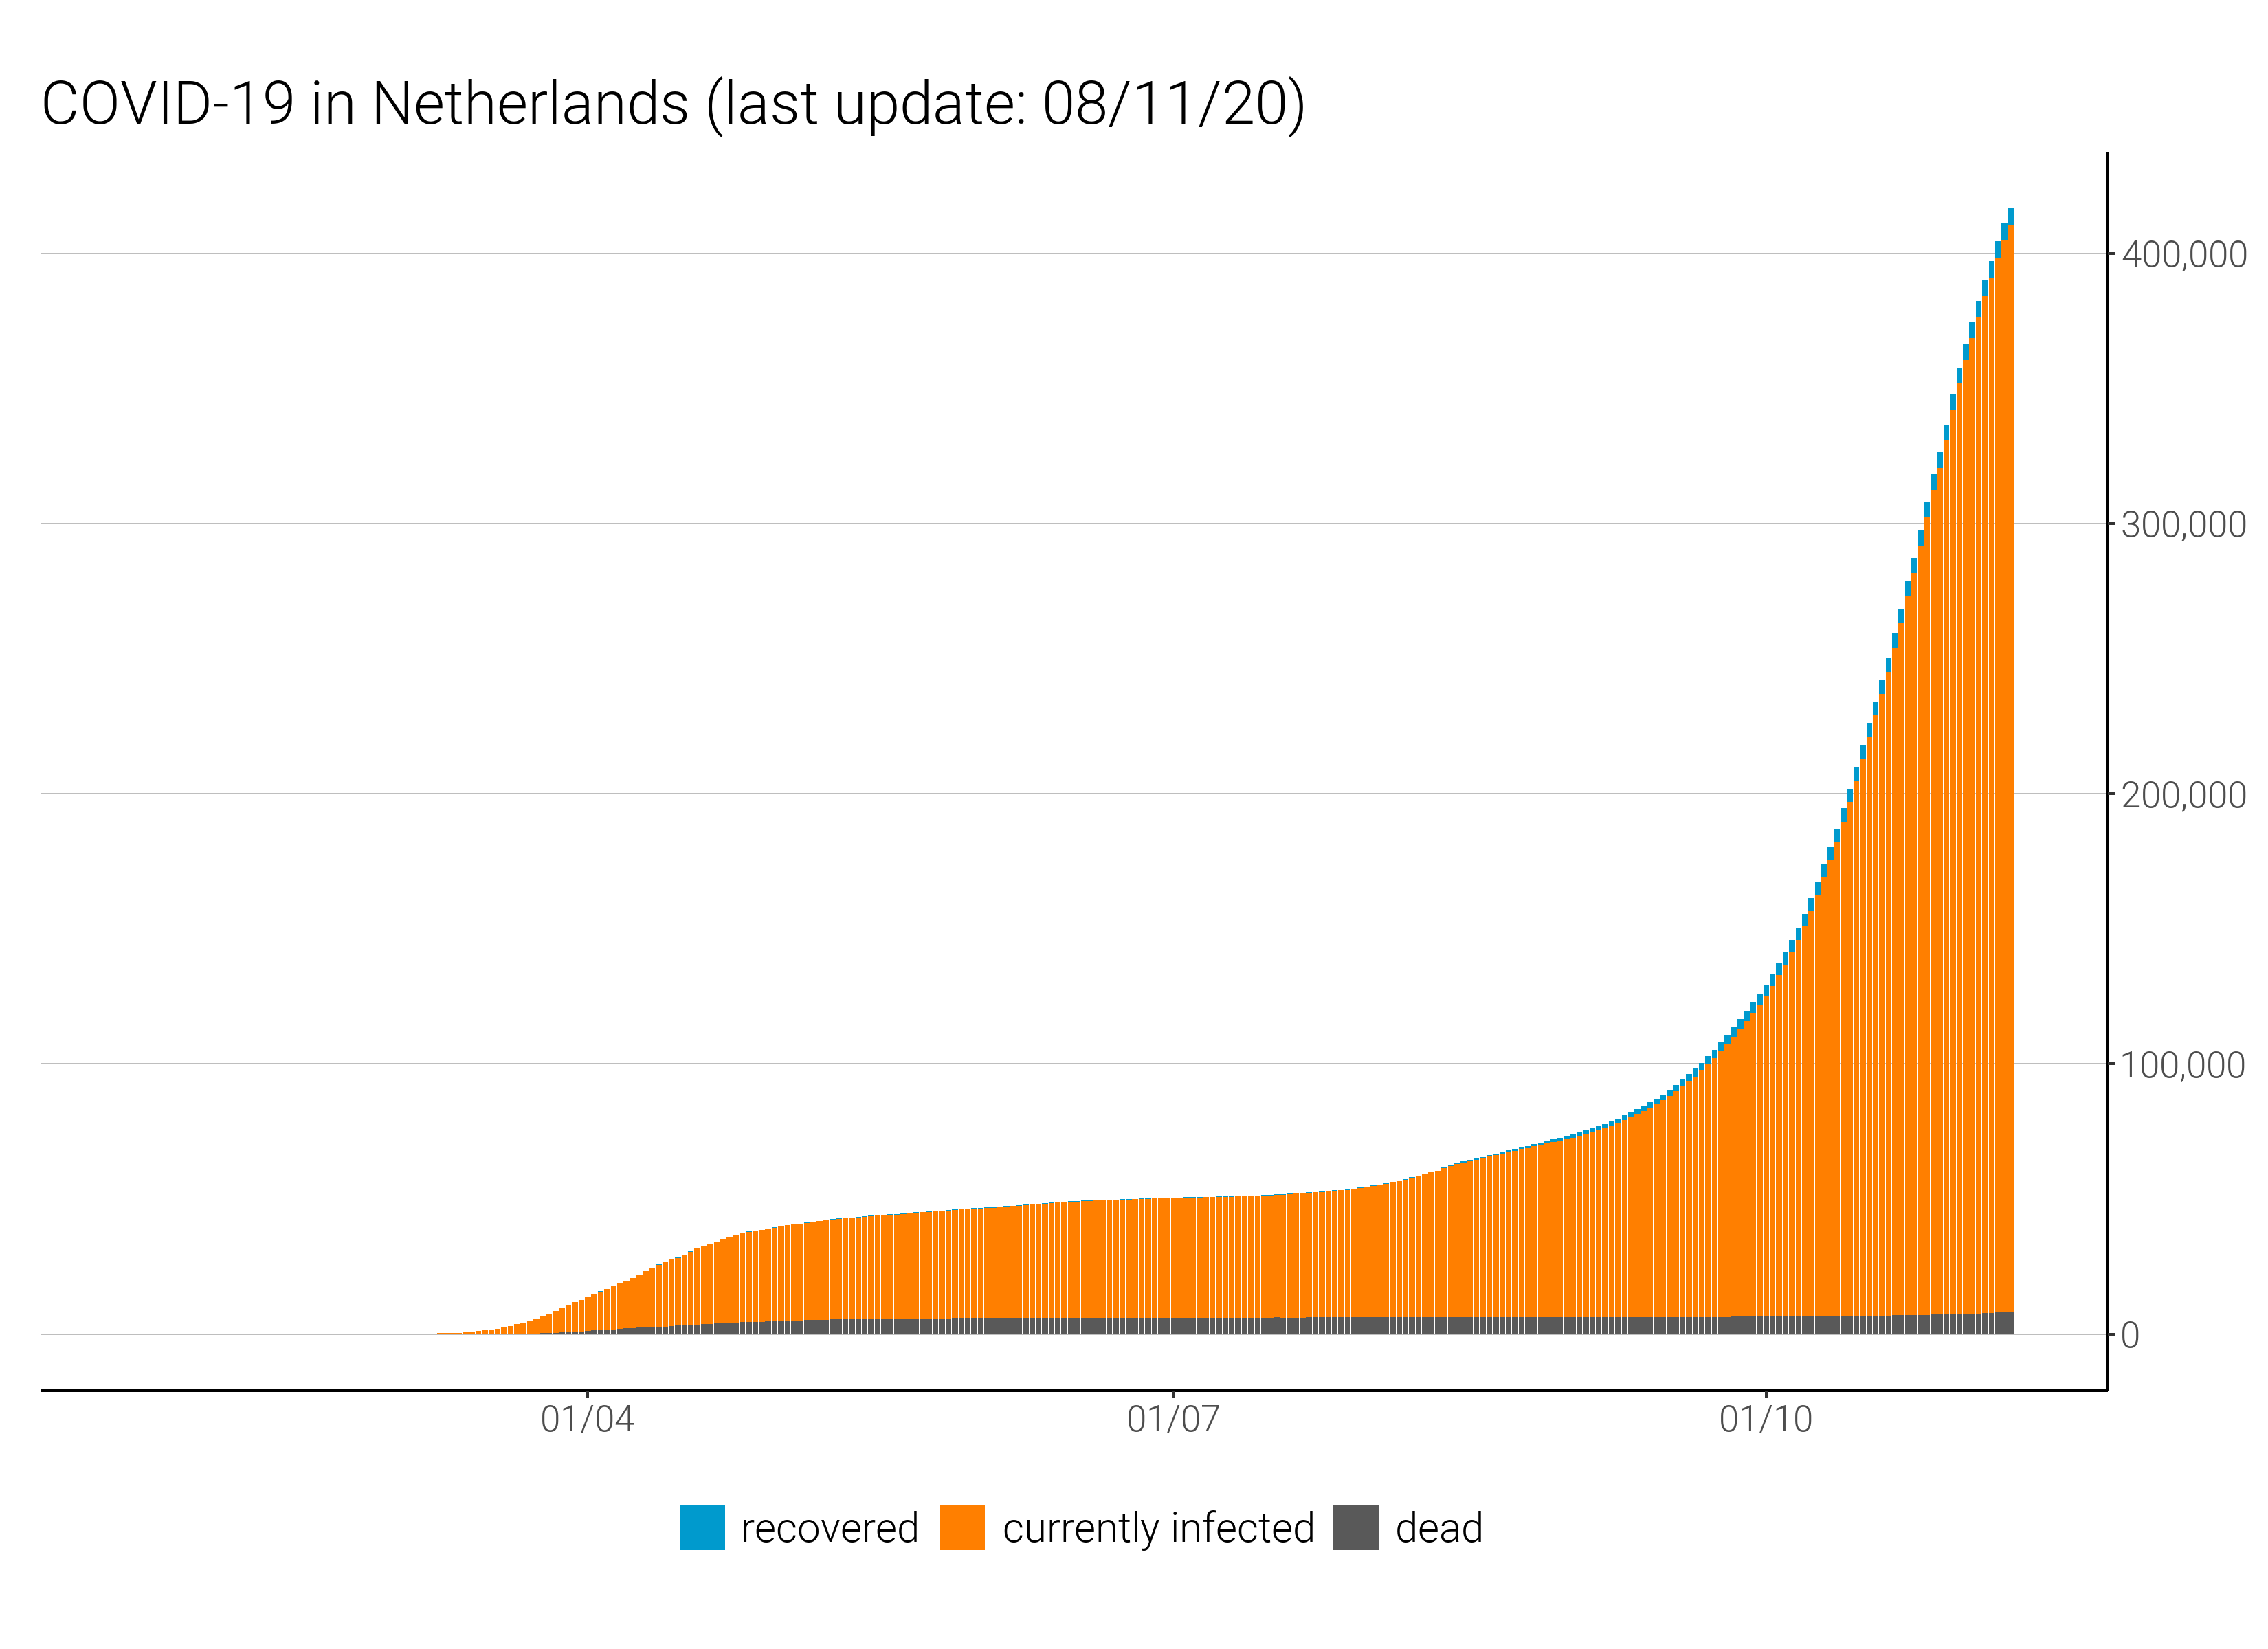 COVID-19 in Netherlands (last update: 08/11/20)
400,000
300,000
200,000
100,000
0
01/04 01/07 01/10
recovered currently infected dead